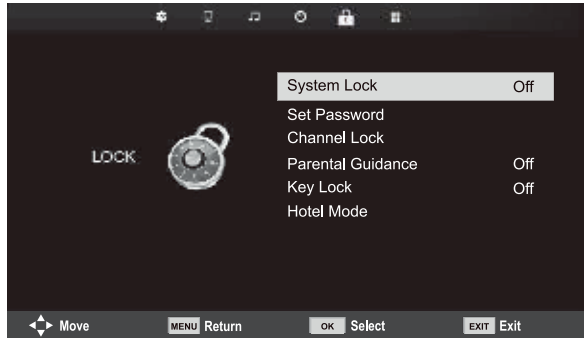 System Lock Off
Set Password
Channel Lock
LOCK
Parental Guidance Off
Key Lock Off
Hotel Mode
Move MENU Return OK Select EXIT Exit